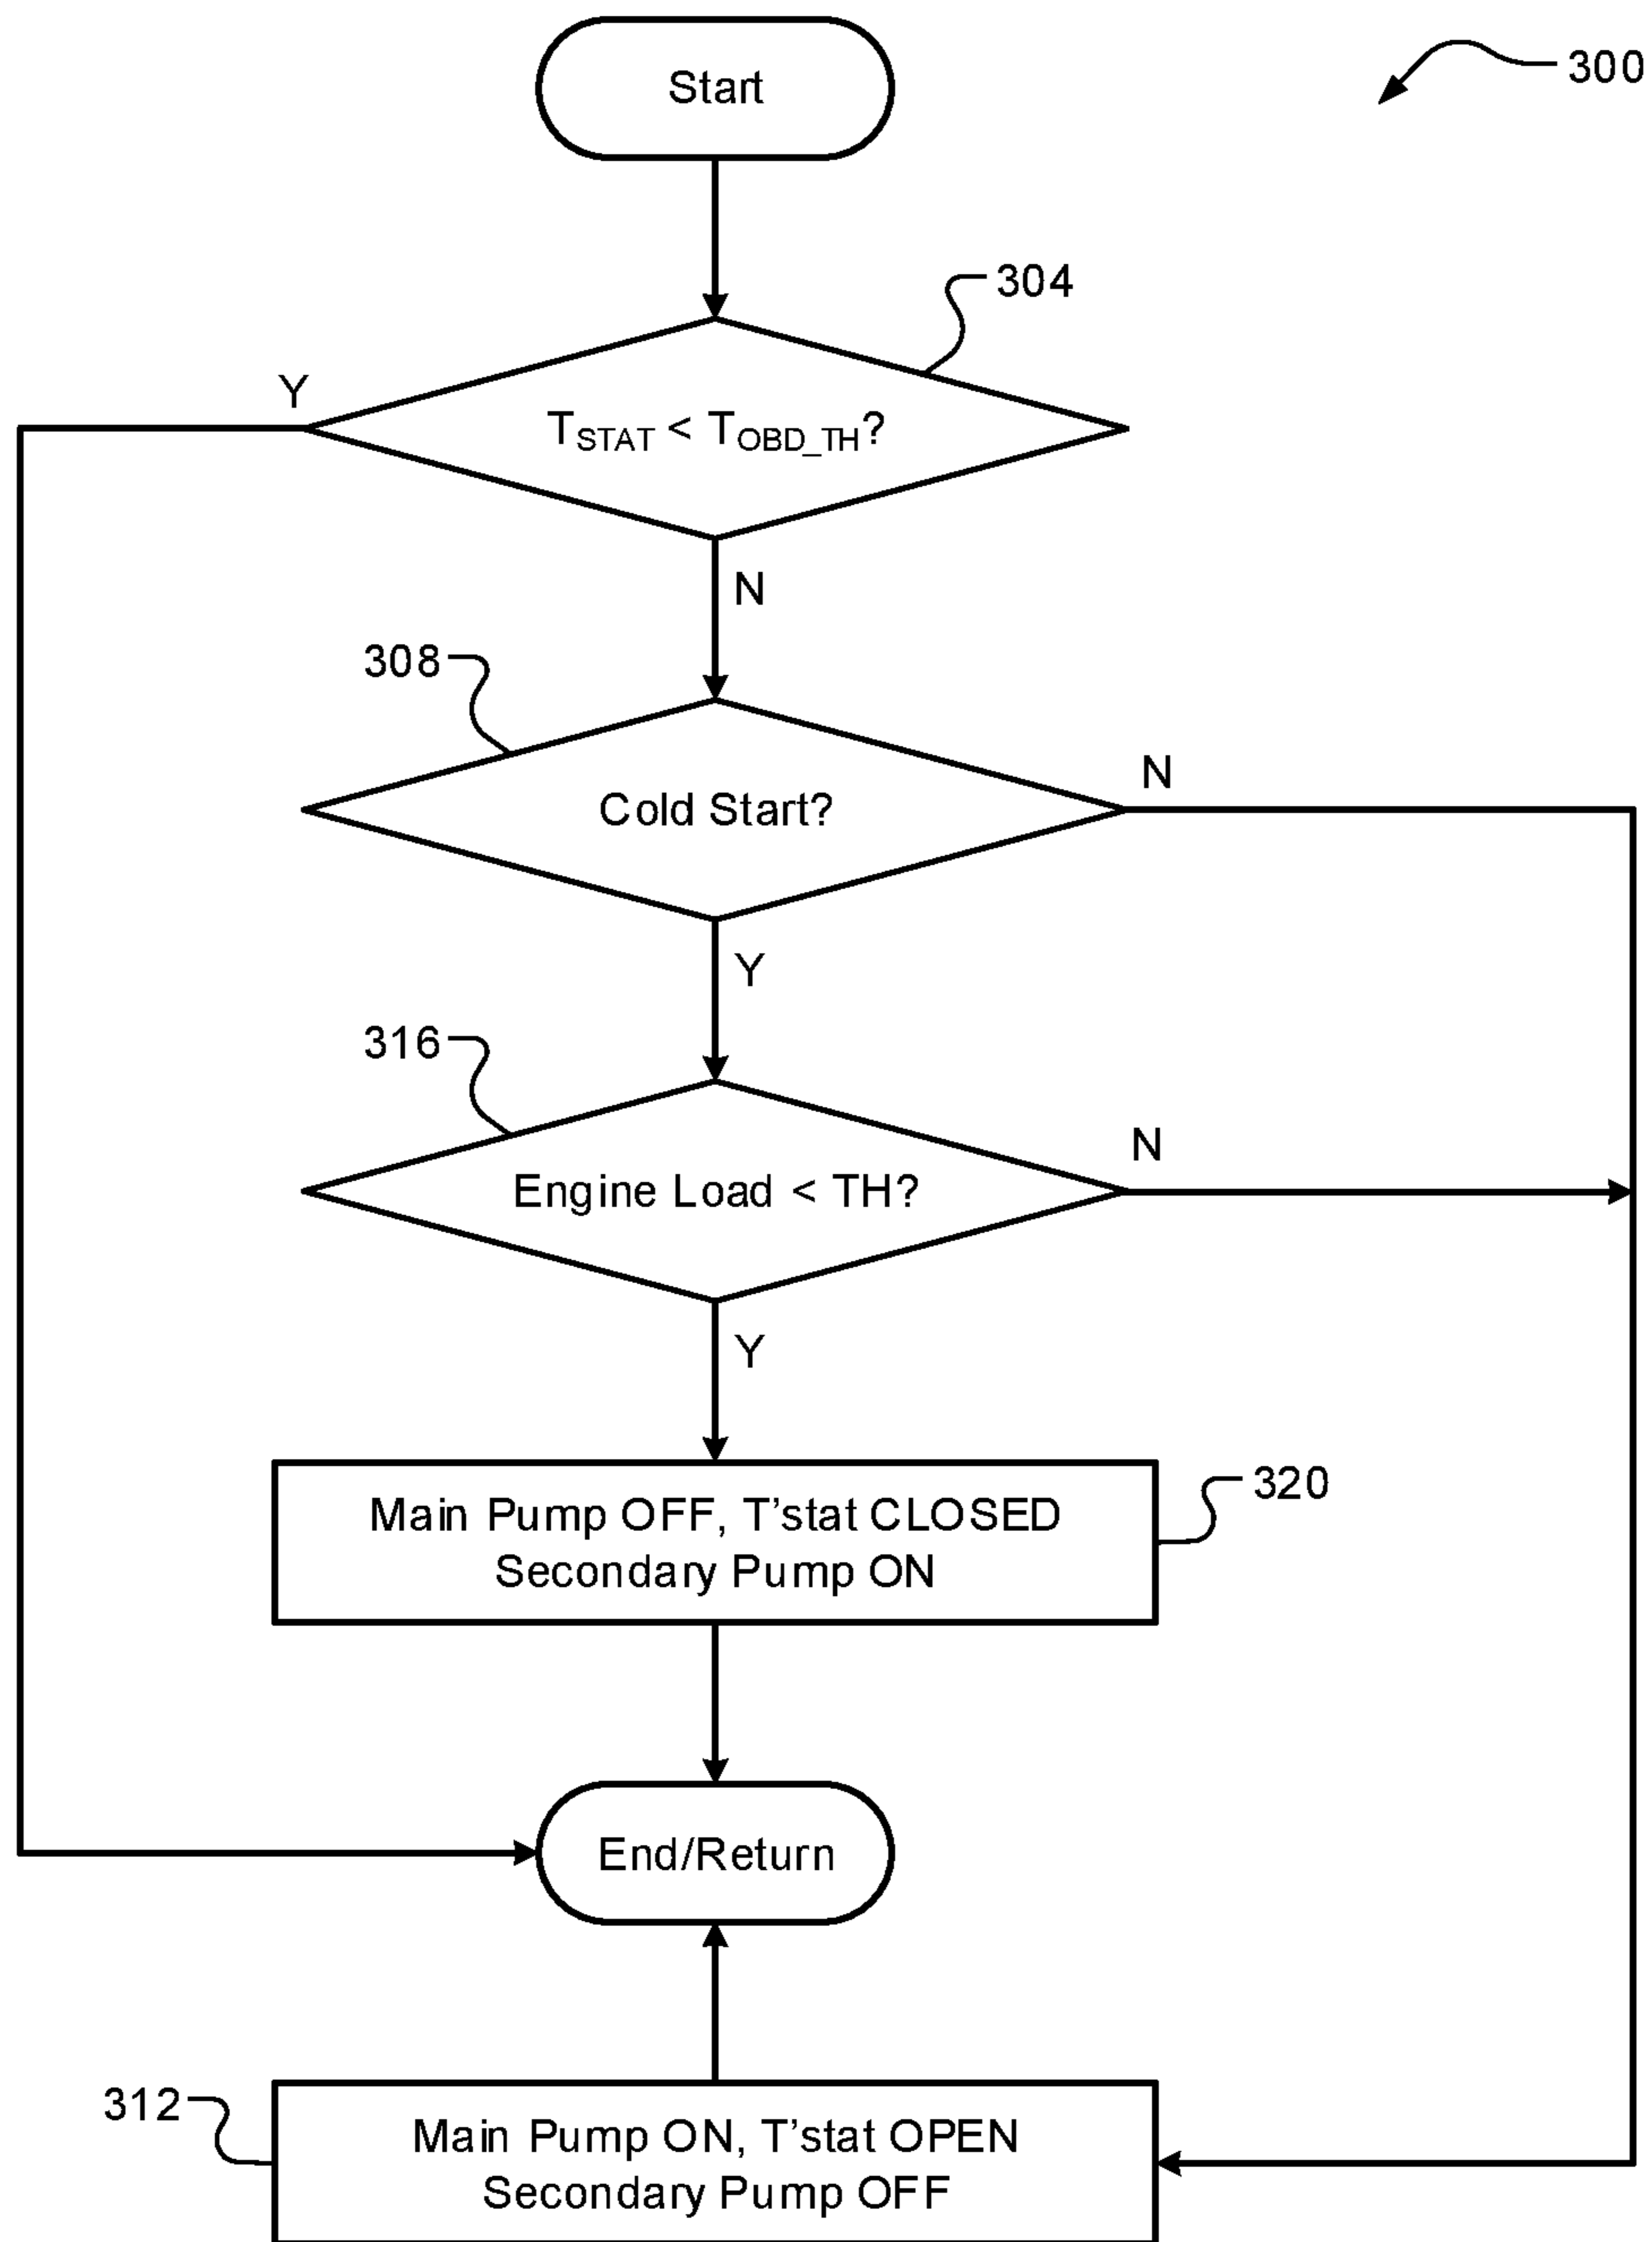 Start
300
304
Y
TSTAT < TOBD_TH?
N
308
N
Cold Start?
Y
316
N
Engine Load < TH?
Y
Main Pump OFF, T'stat CLOSED
Secondary Pump ON
320
End/Return
312
Main Pump ON, T'stat OPEN
Secondary Pump OFF